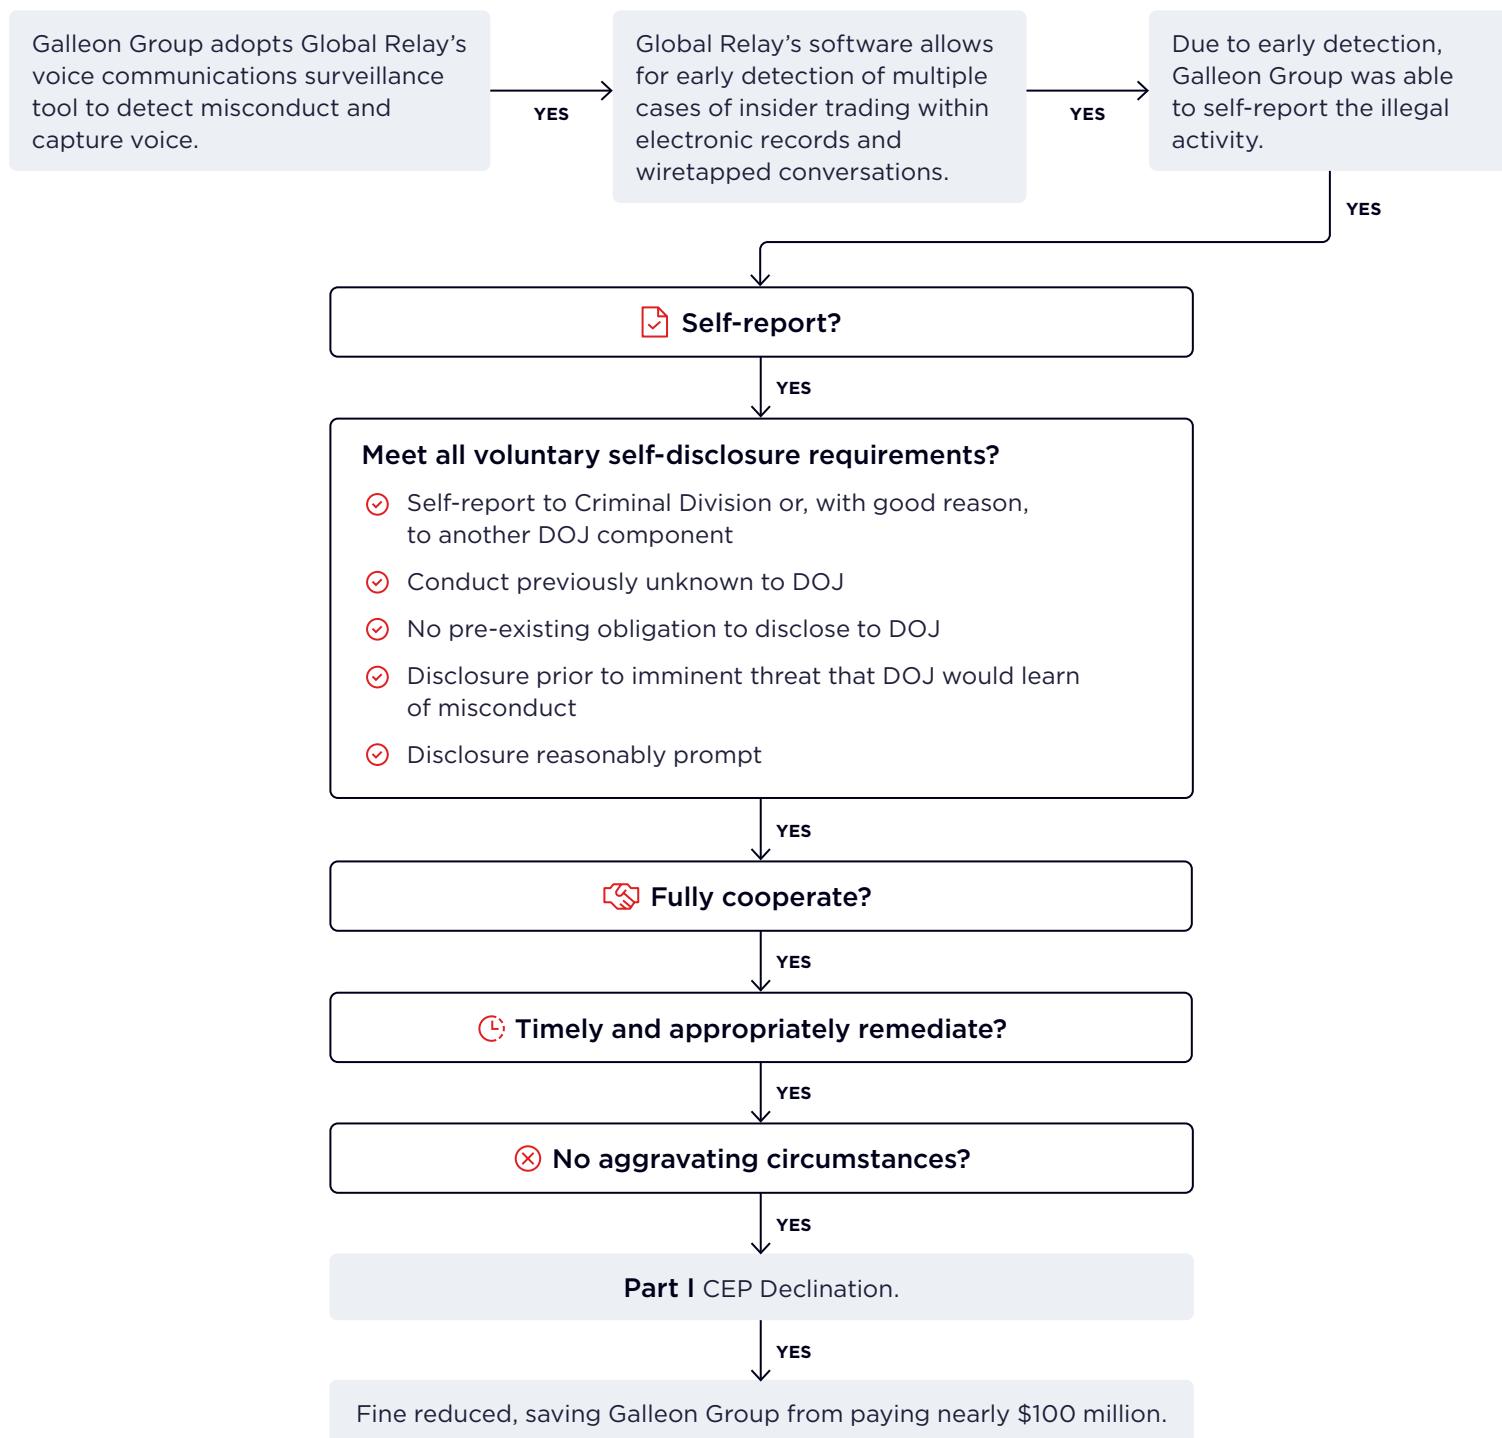 Galleon Group adopts Global Relay’s
voice communications surveillance
tool to detect misconduct and
capture voice.
YES
Global Relay’s software allows
for early detection of multiple
cases of insider trading within
electronic records and
wiretapped conversations.
YES
Due to early detection,
Galleon Group was able
to self-report the illegal
activity.
YES
Self-report?
YES
Meet all voluntary self-disclosure requirements?
Self-report to Criminal Division or, with good reason,
to another DOJ component
Conduct previously unknown to DOJ
No pre-existing obligation to disclose to DOJ
Disclosure prior to imminent threat that DOJ would learn
of misconduct
Disclosure reasonably prompt
YES
Fully cooperate?
YES
Timely and appropriately remediate?
YES
No aggravating circumstances?
YES
Part I CEP Declination.
YES
Fine reduced, saving Galleon Group from paying nearly $100 million.